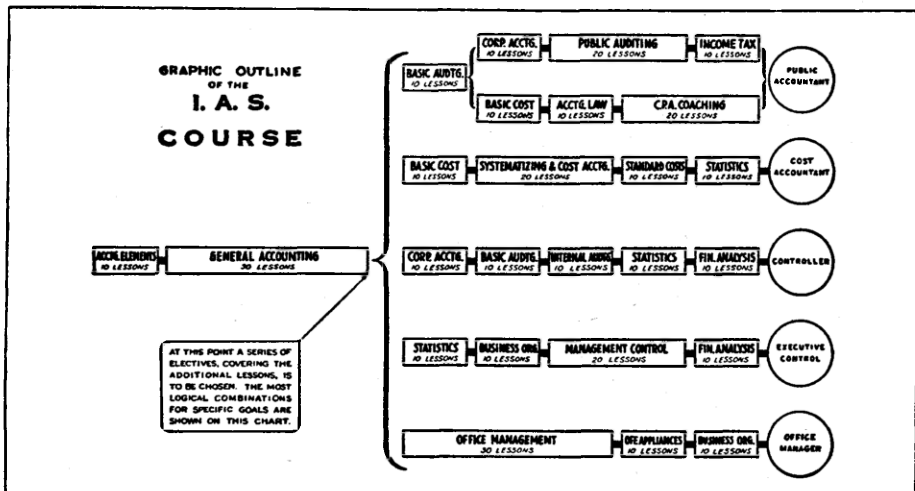 GRAPHIC OUTLINE
OF THE
I. A. S.
COURSE
ACCTG. ELEMENTS
10 LESSONS
GENERAL ACCOUNTING
30 LESSONS
AT THIS POINT A SERIES OF
ELECTIVES, COVERING THE
ADDITIONAL LESSONS, IS
TO BE CHOSEN. THE MOST
LOGICAL COMBINATIONS
FOR SPECIFIC GOALS ARE
SHOWN ON THIS CHART.
BASIC AUDTG.
10 LESSONS
CORP. ACCTG.
10 LESSONS
PUBLIC AUDITING
20 LESSONS
INCOME TAX
10 LESSONS
BASIC COST
10 LESSONS
ACCTG. LAW
10 LESSONS
C.P.A. COACHING
20 LESSONS
PUBLIC
ACCOUNTANT
BASIC COST
10 LESSONS
SYSTEMATIZING & COST ACCTG.
20 LESSONS
STANDARD COSTS
10 LESSONS
STATISTICS
10 LESSONS
COST
ACCOUNTANT
CORP. ACCTG.
10 LESSONS
BASIC AUDTG.
10 LESSONS
INTERNAL AUDTG.
10 LESSONS
STATISTICS
10 LESSONS
FIN. ANALYSIS
10 LESSONS
CONTROLLER
STATISTICS
10 LESSONS
BUSINESS ORG.
10 LESSONS
MANAGEMENT CONTROL
20 LESSONS
FIN. ANALYSIS
10 LESSONS
EXECUTIVE
CONTROL
OFFICE MANAGEMENT
30 LESSONS
OFF. APPLIANCES
10 LESSONS
BUSINESS ORG.
10 LESSONS
OFFICE
MANAGER